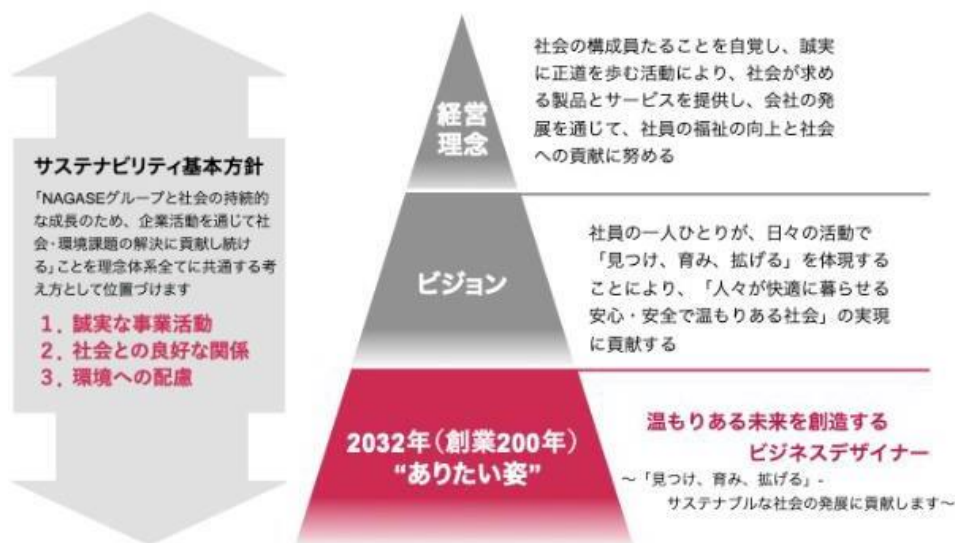 サステナビリティ基本方針
「NAGASEグループと社会の持続的
な成長のため、企業活動を通じて社
会・環境課題の解決に貢献し続け
る」ことを理念体系全てに共通する考
え方として位置づけます
1. 誠実な事業活動
2. 社会との良好な関係
3. 環境への配慮
経営
理念
社会の構成員たることを自覚し、誠実
に正道を歩む活動により、社会が求め
る製品とサービスを提供し、会社の発
展を通じて、社員の福祉の向上と社会
への貢献に努める
ビジョン
社員の一人ひとりが、日々の活動で
「見つけ、育み、拡げる」を体現する
ことにより、「人々が快適に暮らせる
安心・安全で温もりある社会」の実現
に貢献する
2032年(創業200年)
“ありたい姿”
温もりある未来を創造する
ビジネスデザイナー
～「見つけ、育み、拡げる」-
サステナブルな社会の発展に貢献します～